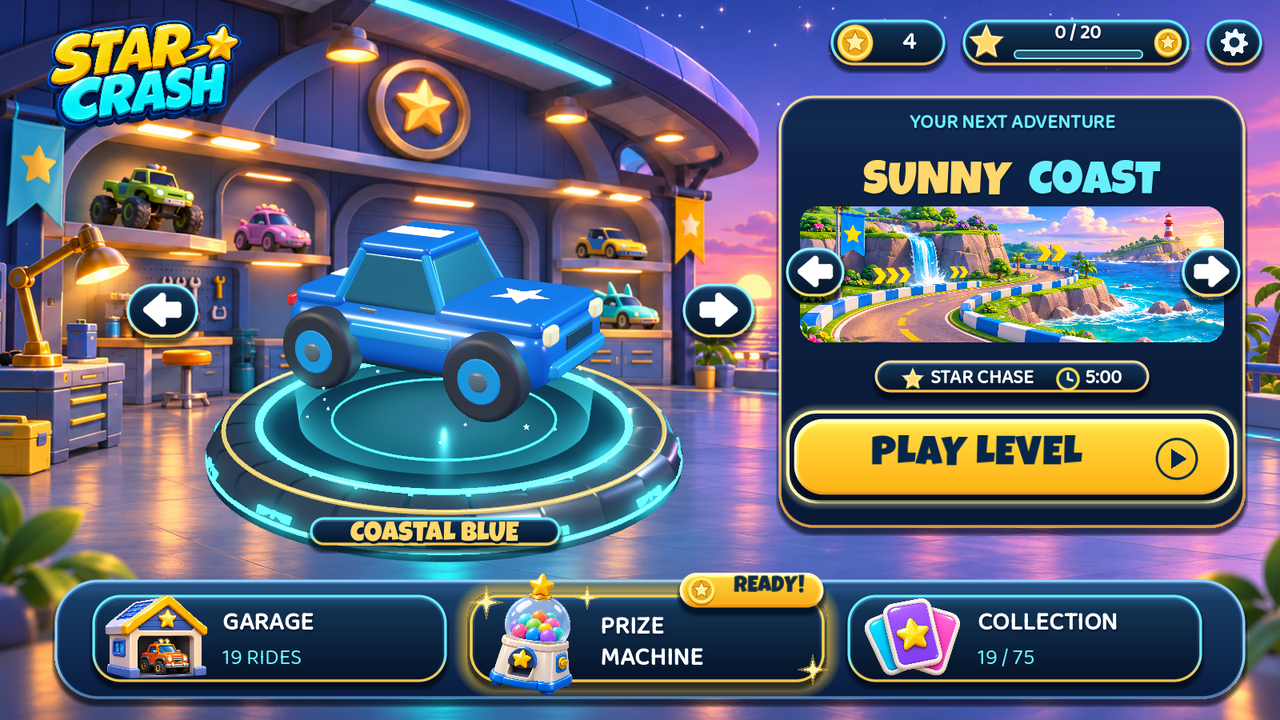 STAR
CRASH
4
0 / 20
YOUR NEXT ADVENTURE
SUNNY COAST
STAR CHASE 5:00
PLAY LEVEL
COASTAL BLUE
READY!
GARAGE
19 RIDES
PRIZE
MACHINE
COLLECTION
19 / 75